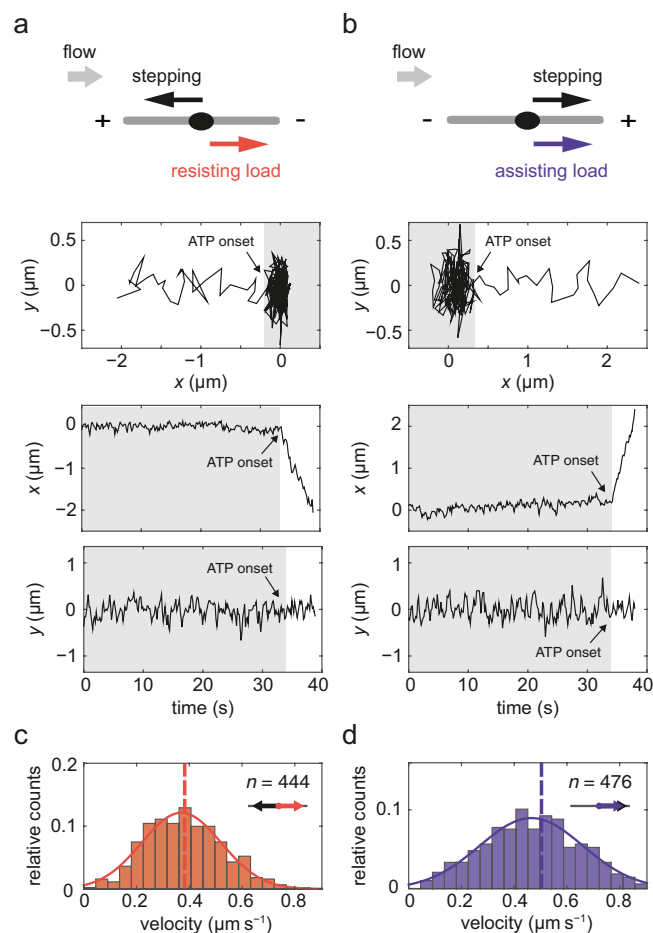 a
flow
stepping
+ -
resisting load
ATP onset
0.5
0
−0.5
y (µm)
−2 −1 0
x (µm)
0
−1
−2
x (µm)
ATP onset
1
0
−1
y (µm)
ATP onset
0 10 20 30 40
time (s)
b
flow
stepping
- +
assisting load
ATP onset
0.5
0
−0.5
y (µm)
0 1 2
x (µm)
2
1
0
x (µm)
ATP onset
1
0
−1
y (µm)
ATP onset
0 10 20 30 40
time (s)
c
0.2
0.1
0
relative counts
n = 444
0 0.2 0.4 0.6 0.8
velocity (µm s⁻¹)
d
0.1
0
relative counts
n = 476
0 0.2 0.4 0.6 0.8
velocity (µm s⁻¹)